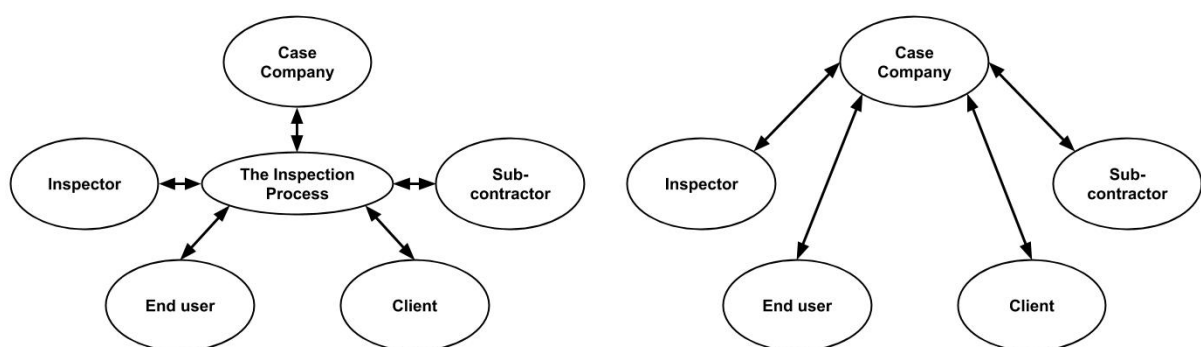 Case
Company
Inspector
The Inspection
Process
Sub-
contractor
End user
Client
Case
Company
Inspector
Sub-
contractor
End user
Client